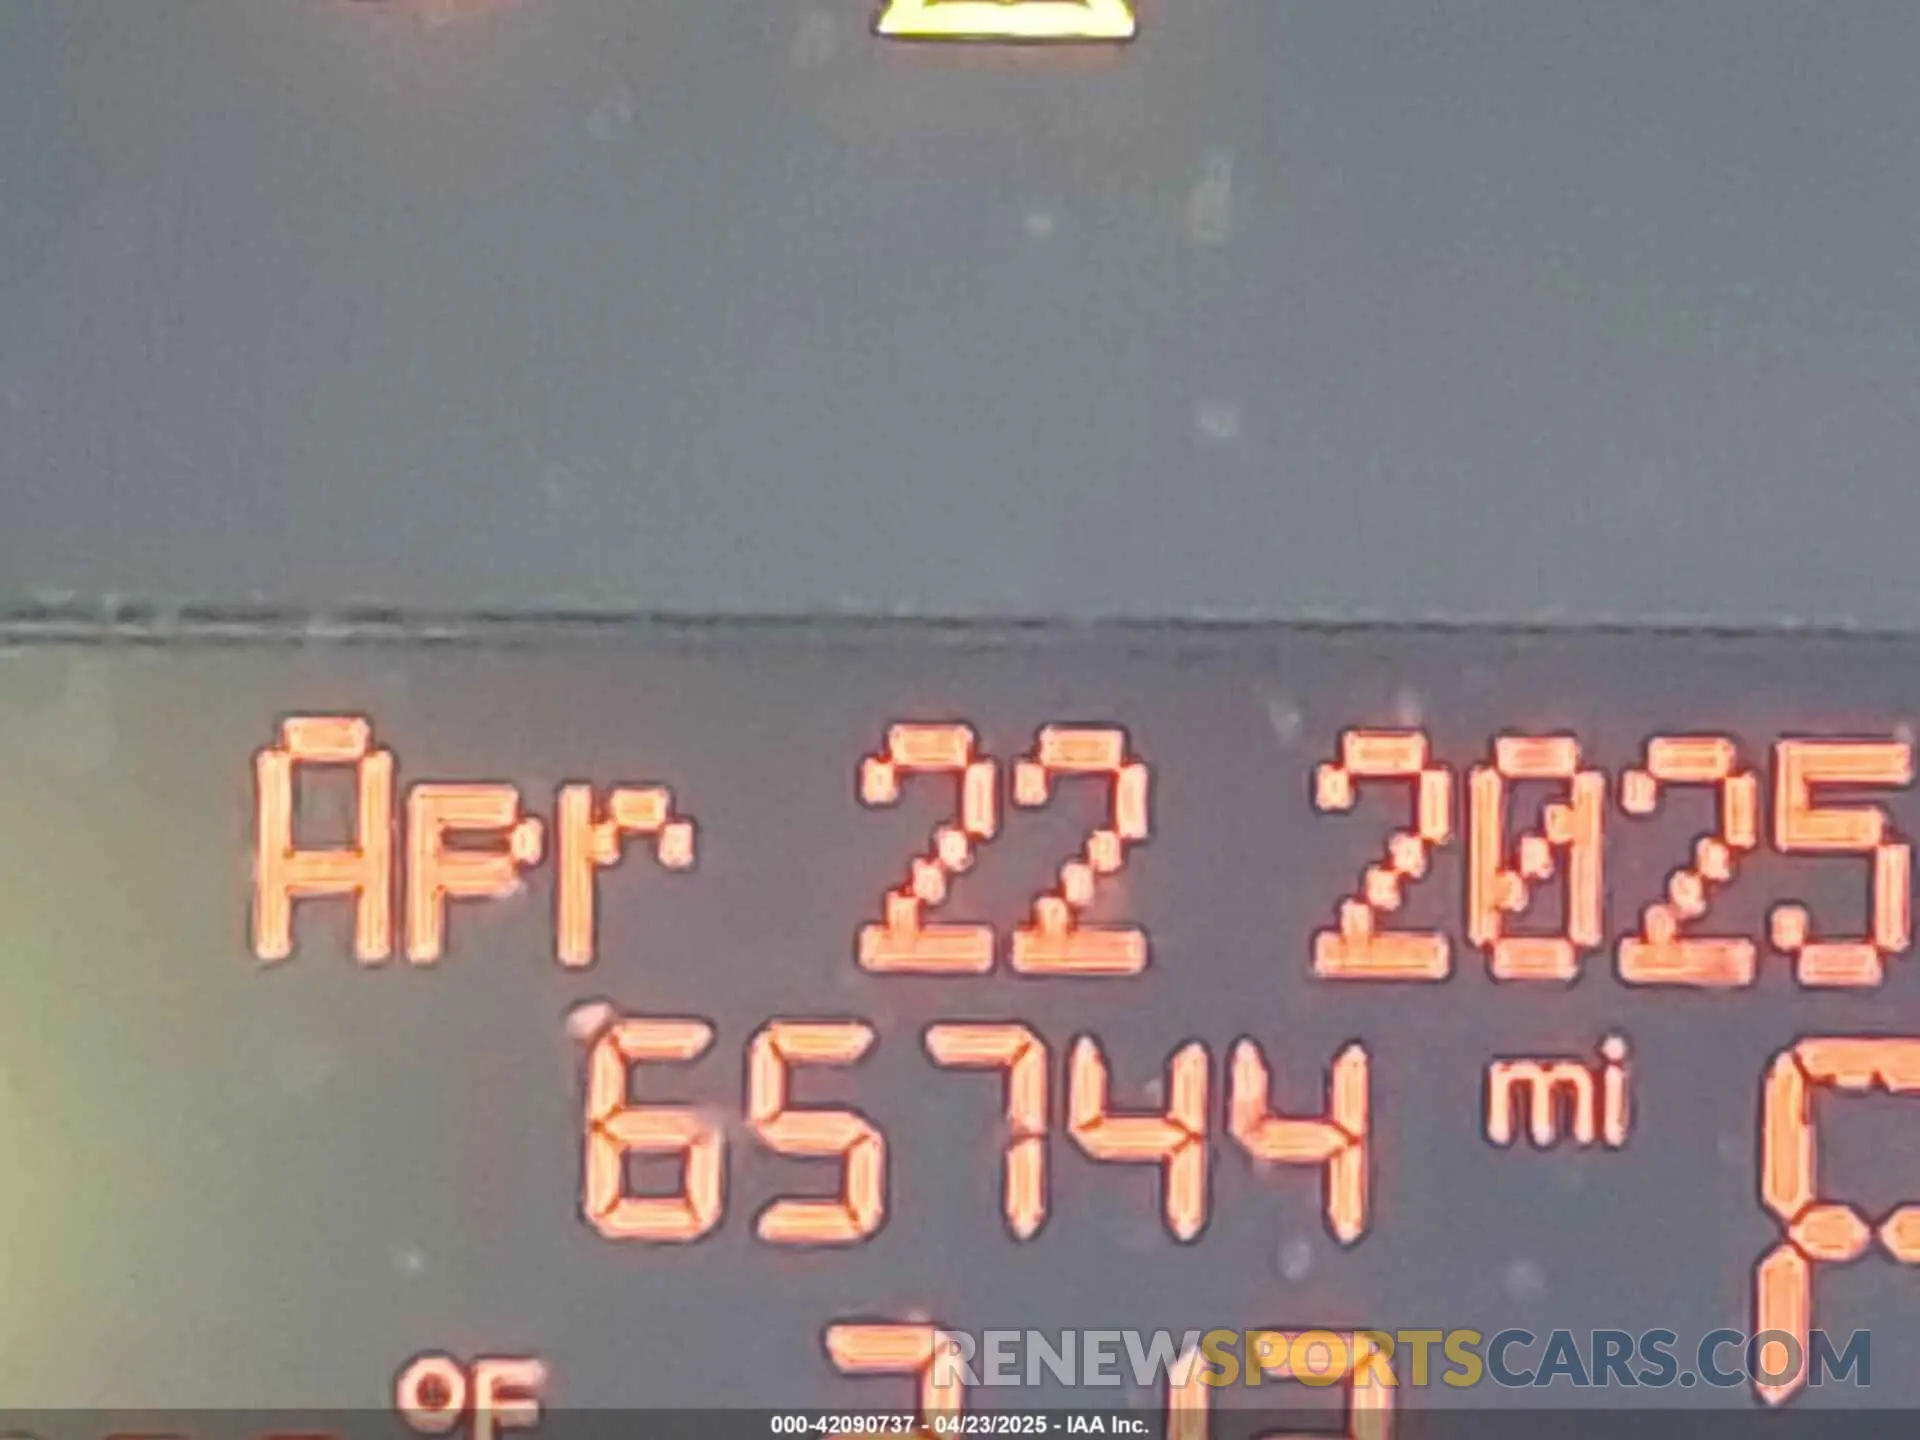 Apr 22 2025
65744 mi P
°F
RENEWSPORTSCARS.COM
000-42090737 - 04/23/2025 - IAA Inc.